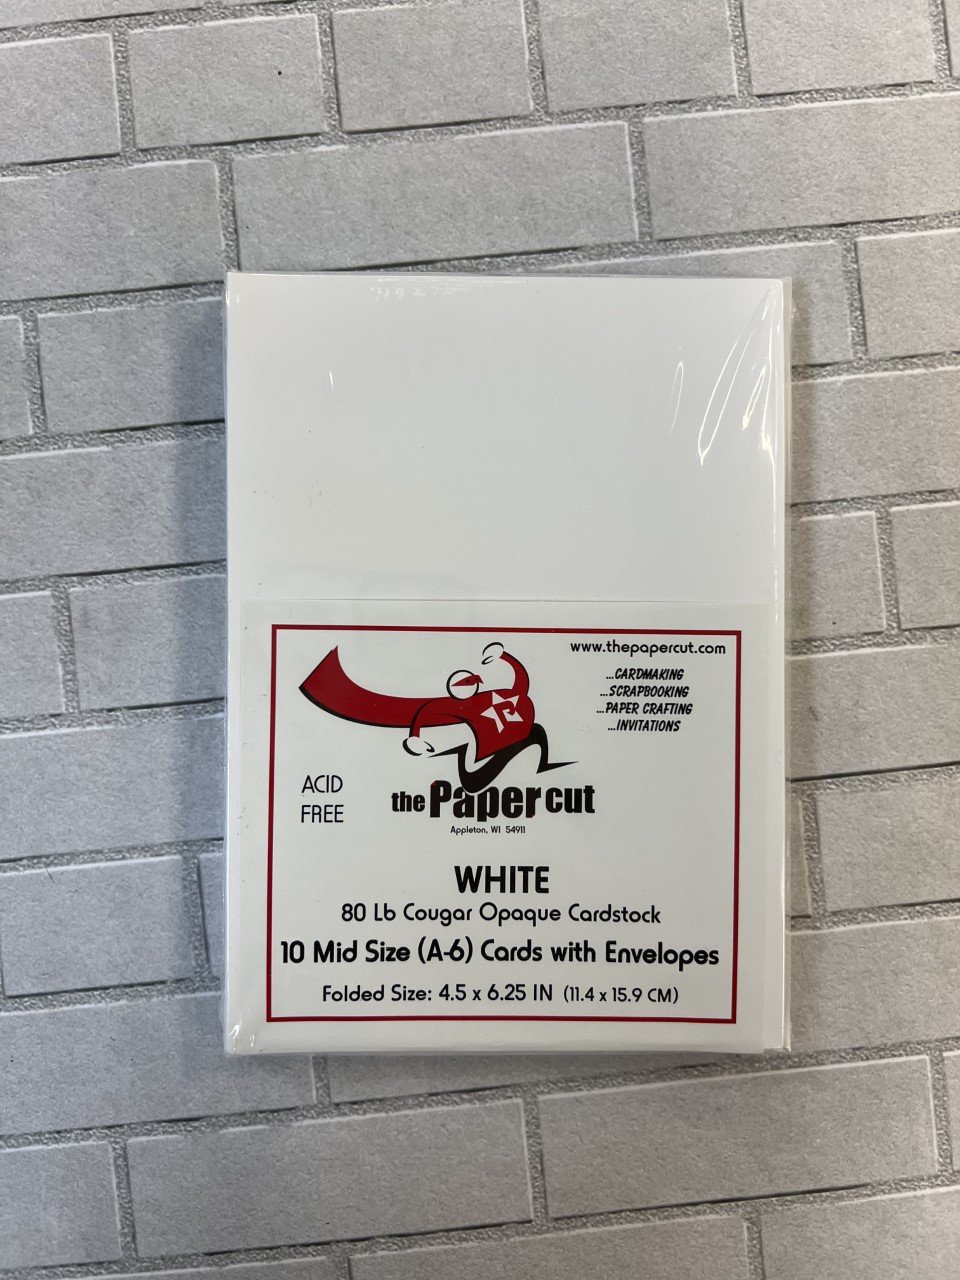 www.thepapercut.com
...CARDMAKING
...SCRAPBOOKING
...PAPER CRAFTING
...INVITATIONS
ACID
FREE
the Paper cut
Appleton, WI 54911
WHITE
80 Lb Cougar Opaque Cardstock
10 Mid Size (A-6) Cards with Envelopes
Folded Size: 4.5 x 6.25 IN (11.4 x 15.9 CM)